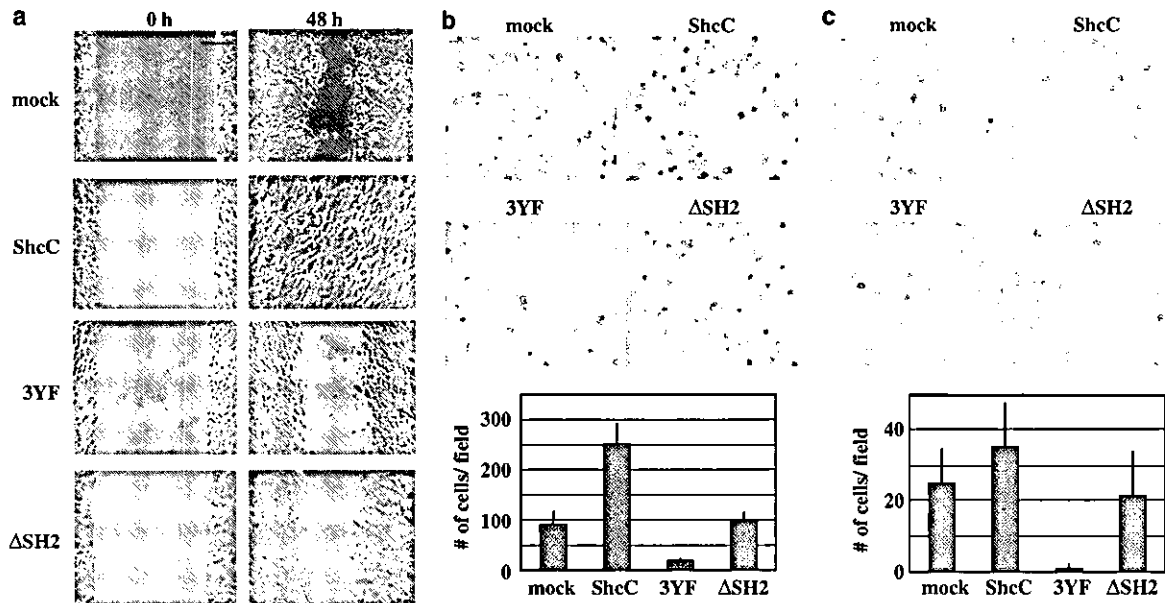 a
0 h 48 h
mock
ShcC
3YF
ΔSH2
b
mock ShcC
3YF ΔSH2
# of cells/ field
300
200
100
0
mock ShcC 3YF ΔSH2
c
mock ShcC
3YF ΔSH2
# of cells/ field
40
20
0
mock ShcC 3YF ΔSH2